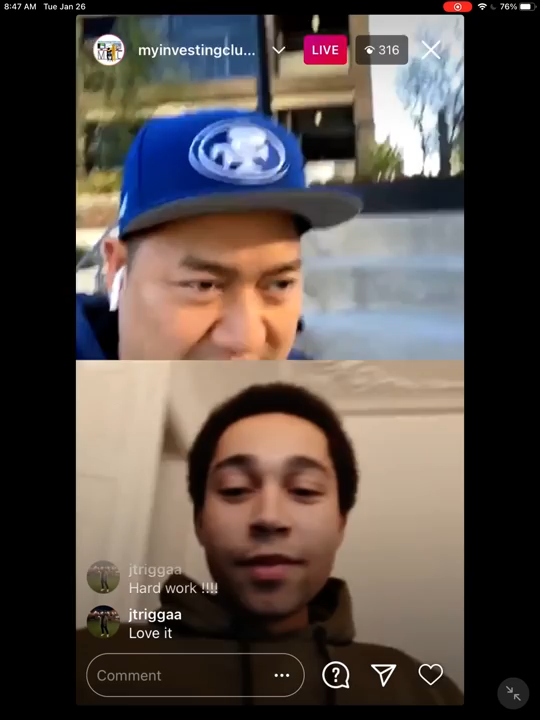 8:47 AM Tue Jan 26
76%
myinvestingclu...
LIVE
316
jtriggaa
Hard work !!!!
jtriggaa
Love it
Comment